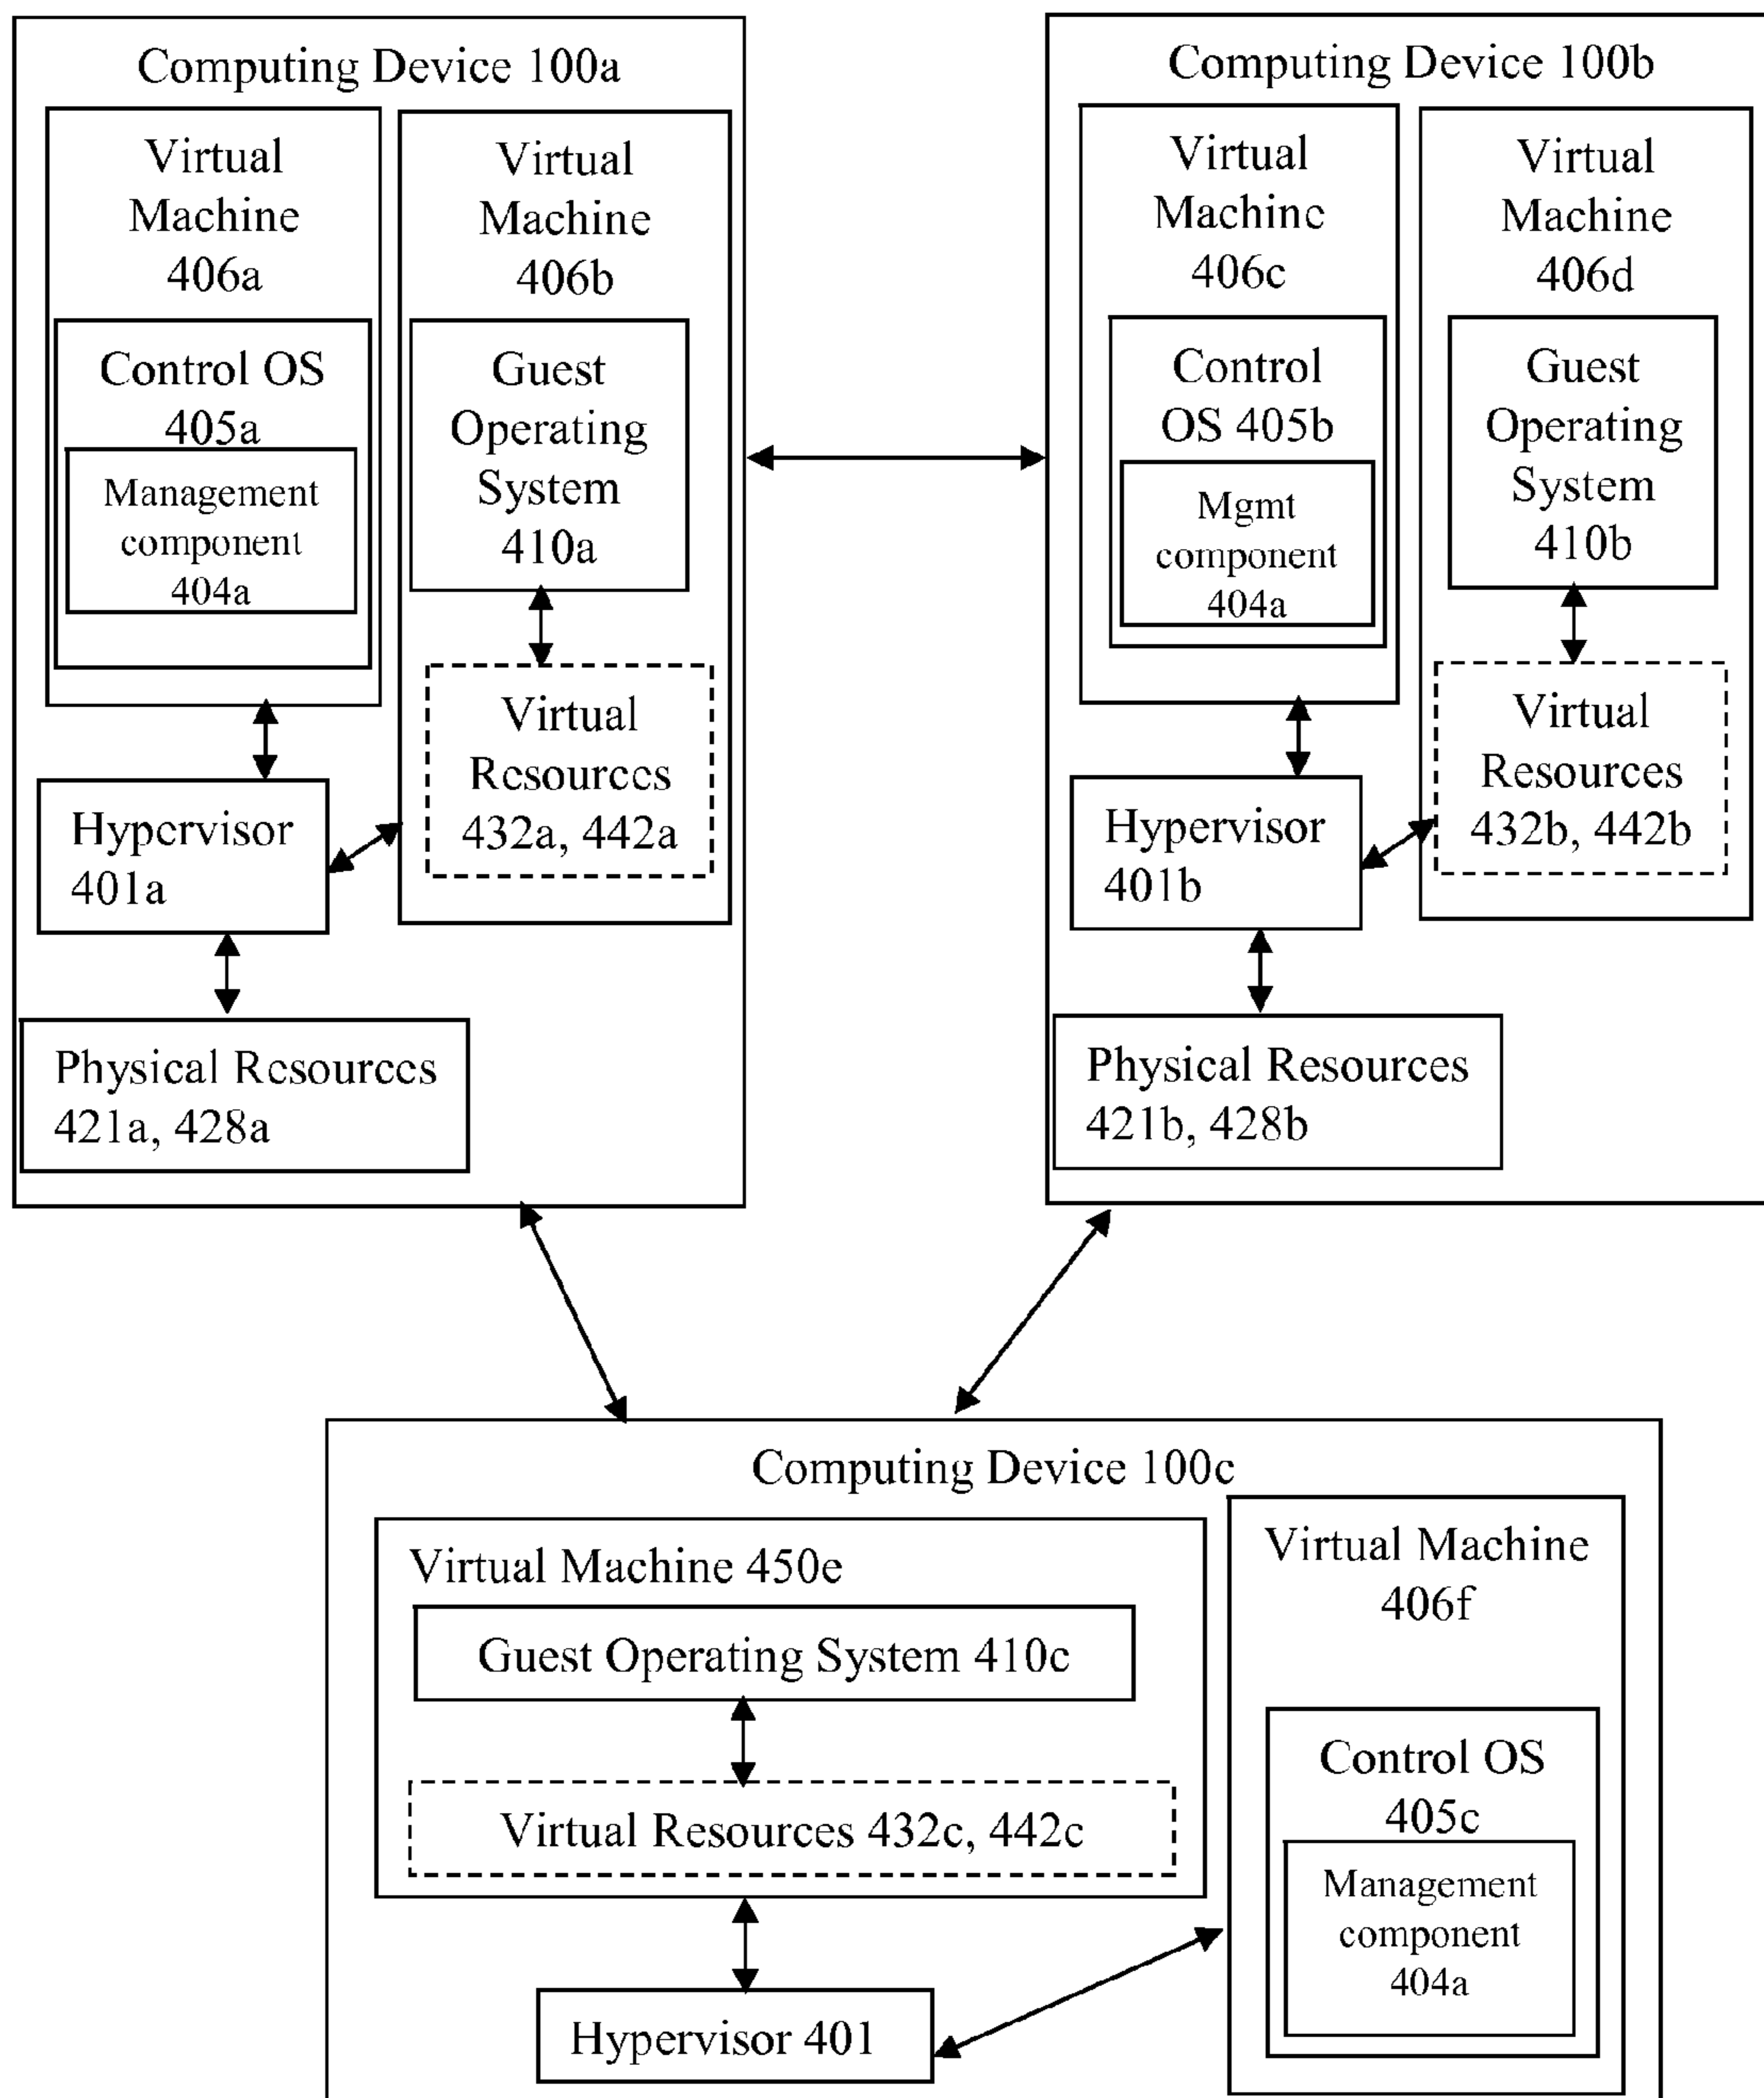 Computing Device 100a
Virtual
Machine
406a
Control OS
405a
Management
component
404a
Virtual
Machine
406b
Guest
Operating
System
410a
Virtual
Resources
432a, 442a
Hypervisor
401a
Physical Resources
421a, 428a
Computing Device 100b
Virtual
Machine
406c
Control
OS 405b
Mgmt
component
404a
Virtual
Machine
406d
Guest
Operating
System
410b
Virtual
Resources
432b, 442b
Hypervisor
401b
Physical Resources
421b, 428b
Computing Device 100c
Virtual Machine 450e
Guest Operating System 410c
Virtual Resources 432c, 442c
Hypervisor 401
Virtual Machine
406f
Control OS
405c
Management
component
404a